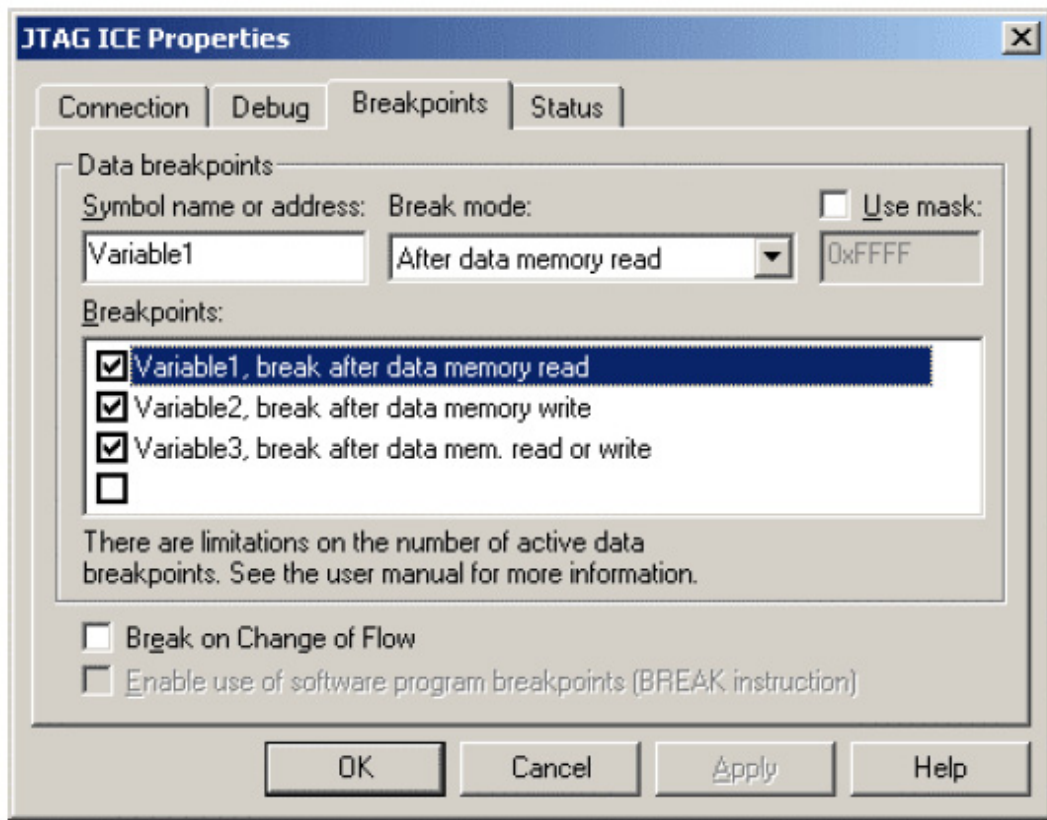 JTAG ICE Properties
Connection Debug Breakpoints Status
Data breakpoints
Symbol name or address: Break mode: Use mask:
Variable1 After data memory read 0xFFFF
Breakpoints:
Variable1, break after data memory read
Variable2, break after data memory write
Variable3, break after data mem. read or write
There are limitations on the number of active data
breakpoints. See the user manual for more information.
Break on Change of Flow
Enable use of software program breakpoints (BREAK instruction)
OK Cancel Apply Help